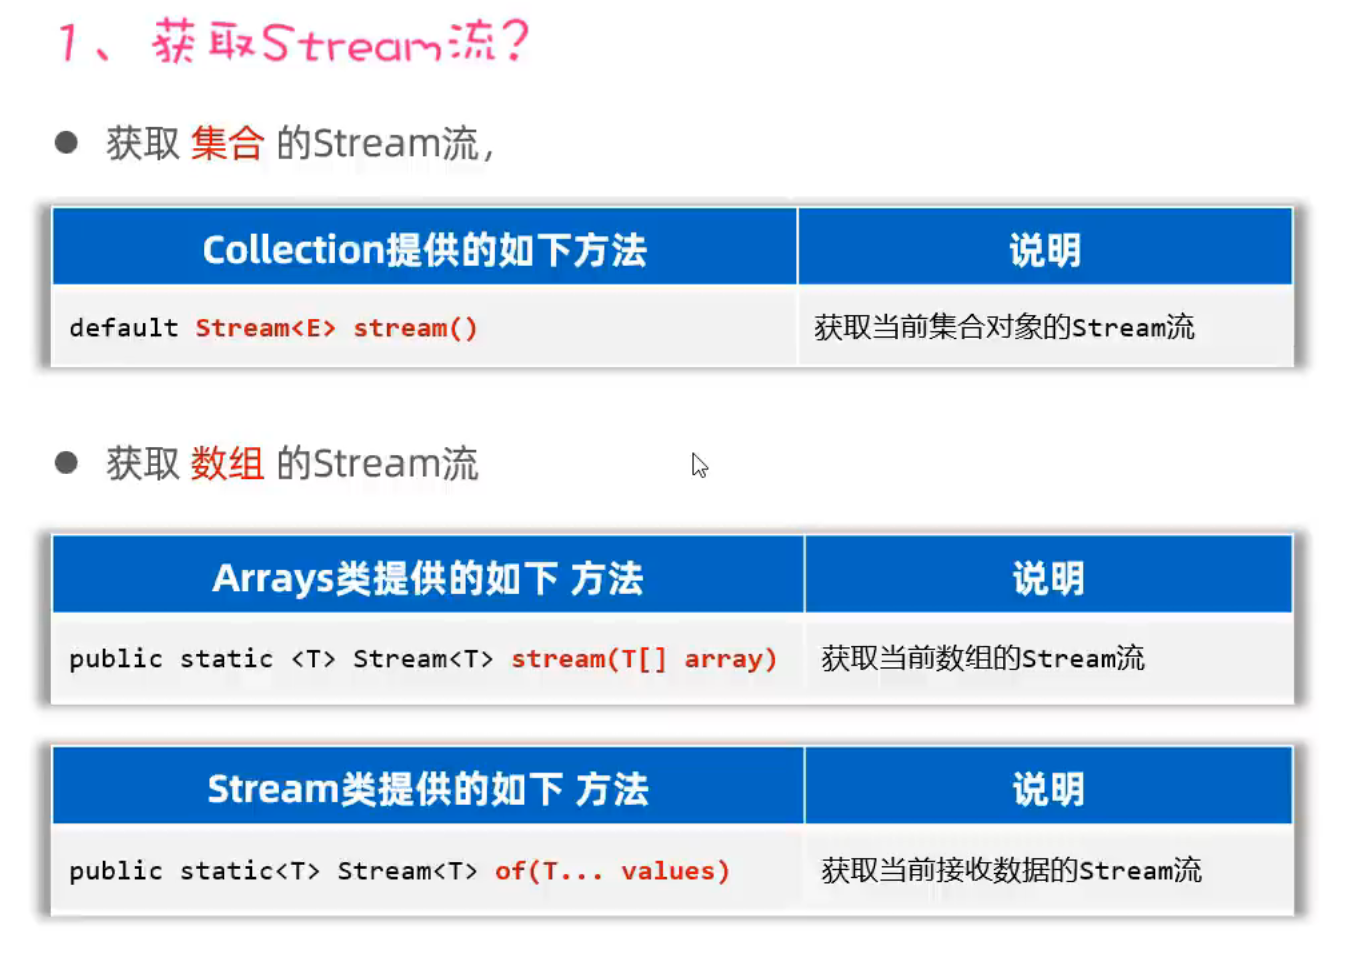 1、获取Stream流?
获取 集合 的Stream流,
Collection提供的如下方法 说明
default Stream<E> stream() 获取当前集合对象的Stream流
获取 数组 的Stream流
Arrays类提供的如下 方法 说明
public static <T> Stream<T> stream(T[] array) 获取当前数组的Stream流
Stream类提供的如下 方法 说明
public static<T> Stream<T> of(T... values) 获取当前接收数据的Stream流